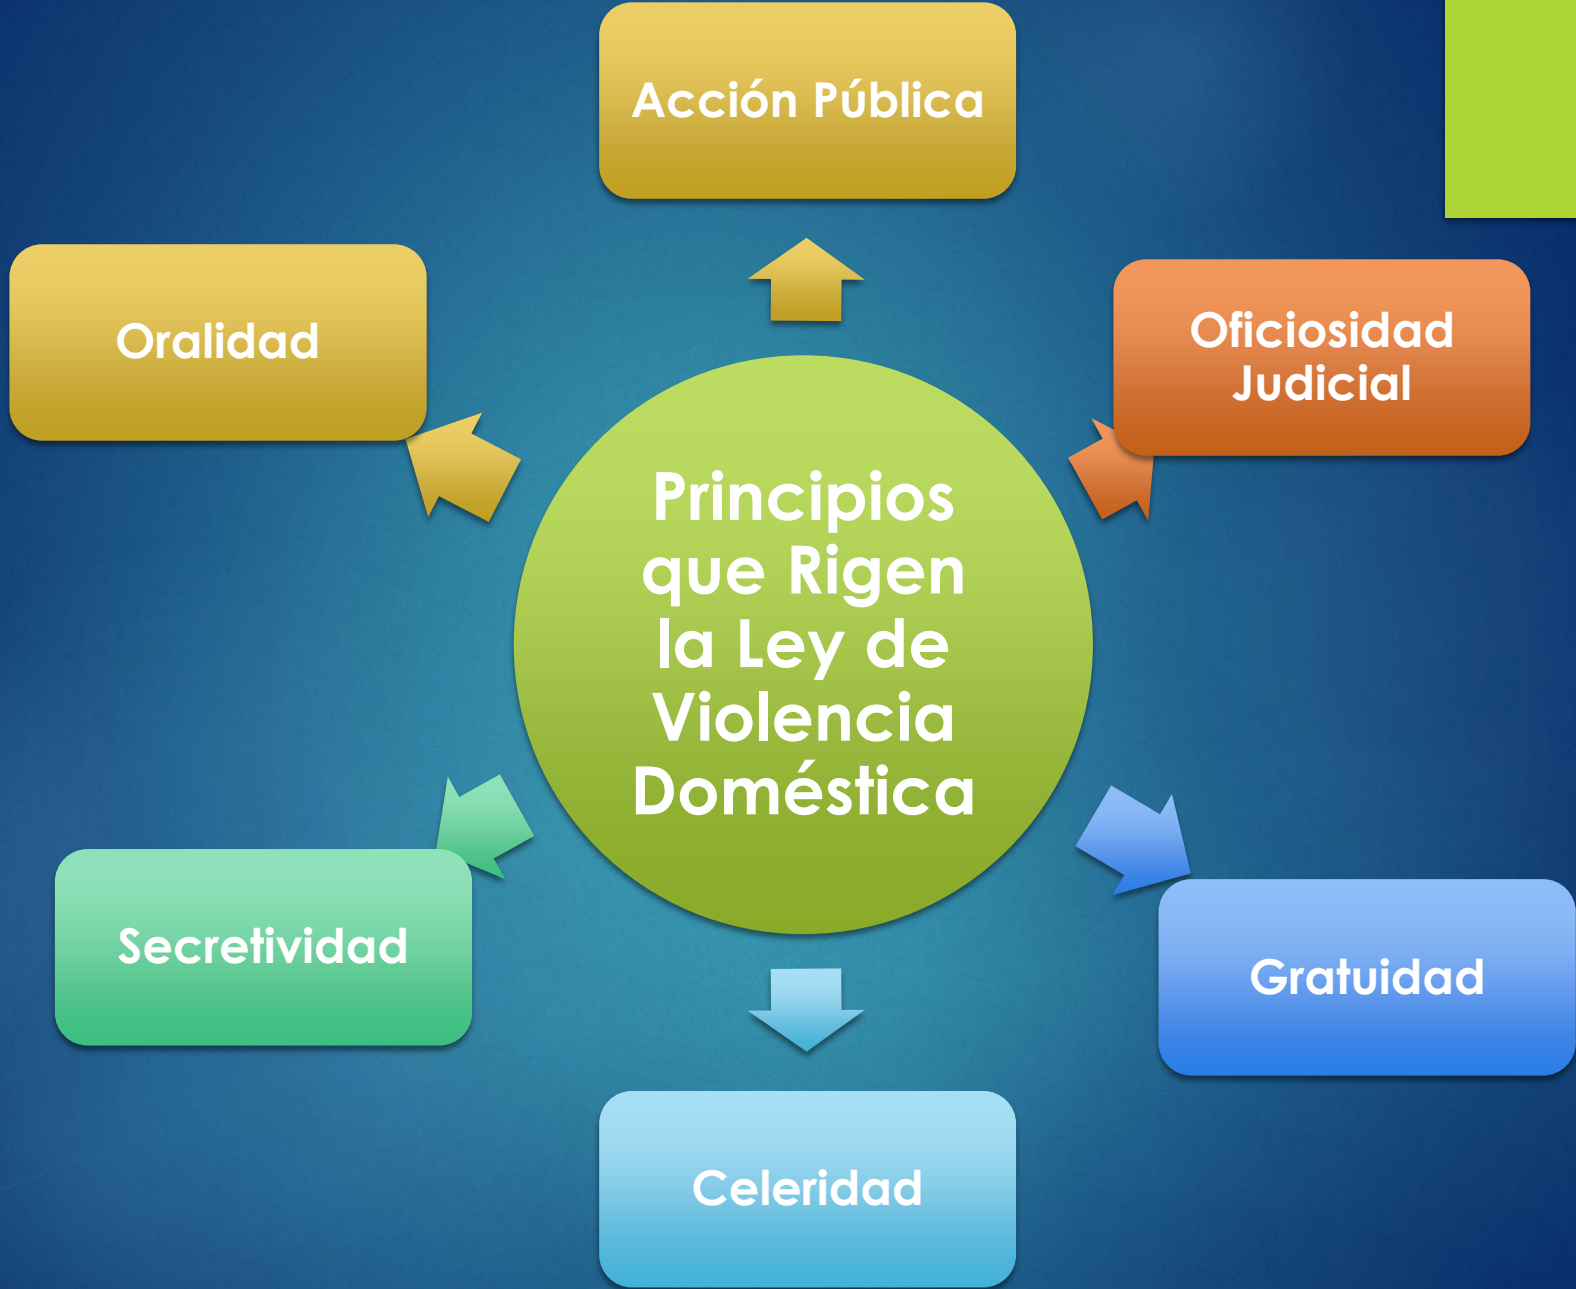 Acción Pública
Oralidad
Oficiosidad
Judicial
Principios
que Rigen
la Ley de
Violencia
Doméstica
Secretividad
Gratuidad
Celeridad